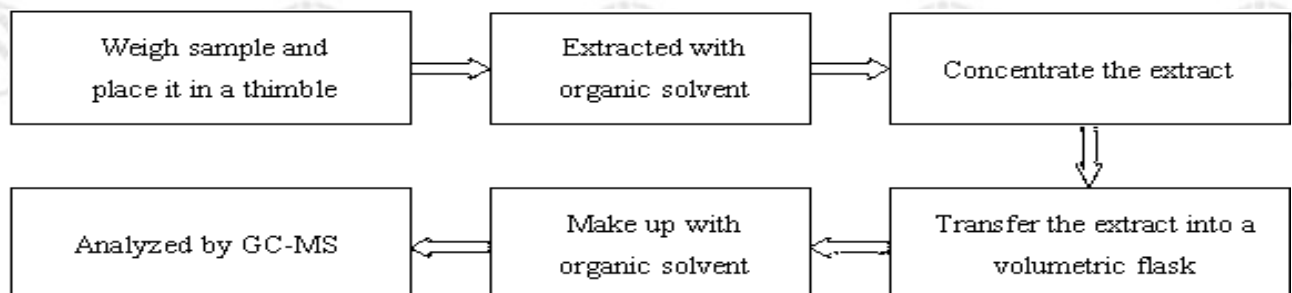 Weigh sample and
place it in a thimble
Extracted with
organic solvent
Concentrate the extract
Transfer the extract into a
volumetric flask
Make up with
organic solvent
Analyzed by GC-MS